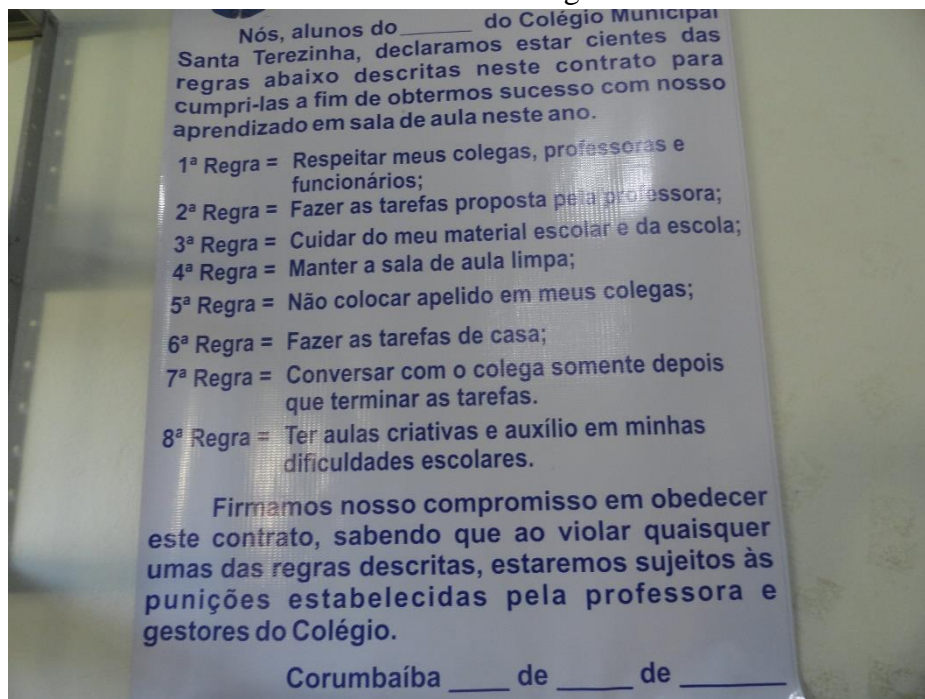 Nós, alunos do______ do Colégio Municipal
Santa Terezinha, declaramos estar cientes das
regras abaixo descritas neste contrato para
cumpri-las a fim de obtermos sucesso com nosso
aprendizado em sala de aula neste ano.
1ª Regra = Respeitar meus colegas, professoras e
funcionários;
2ª Regra = Fazer as tarefas proposta pela professora;
3ª Regra = Cuidar do meu material escolar e da escola;
4ª Regra = Manter a sala de aula limpa;
5ª Regra = Não colocar apelido em meus colegas;
6ª Regra = Fazer as tarefas de casa;
7ª Regra = Conversar com o colega somente depois
que terminar as tarefas.
8ª Regra = Ter aulas criativas e auxílio em minhas
dificuldades escolares.
Firmamos nosso compromisso em obedecer
este contrato, sabendo que ao violar quaisquer
umas das regras descritas, estaremos sujeitos às
punições estabelecidas pela professora e
gestores do Colégio.
Corumbaíba ____ de _____ de _______